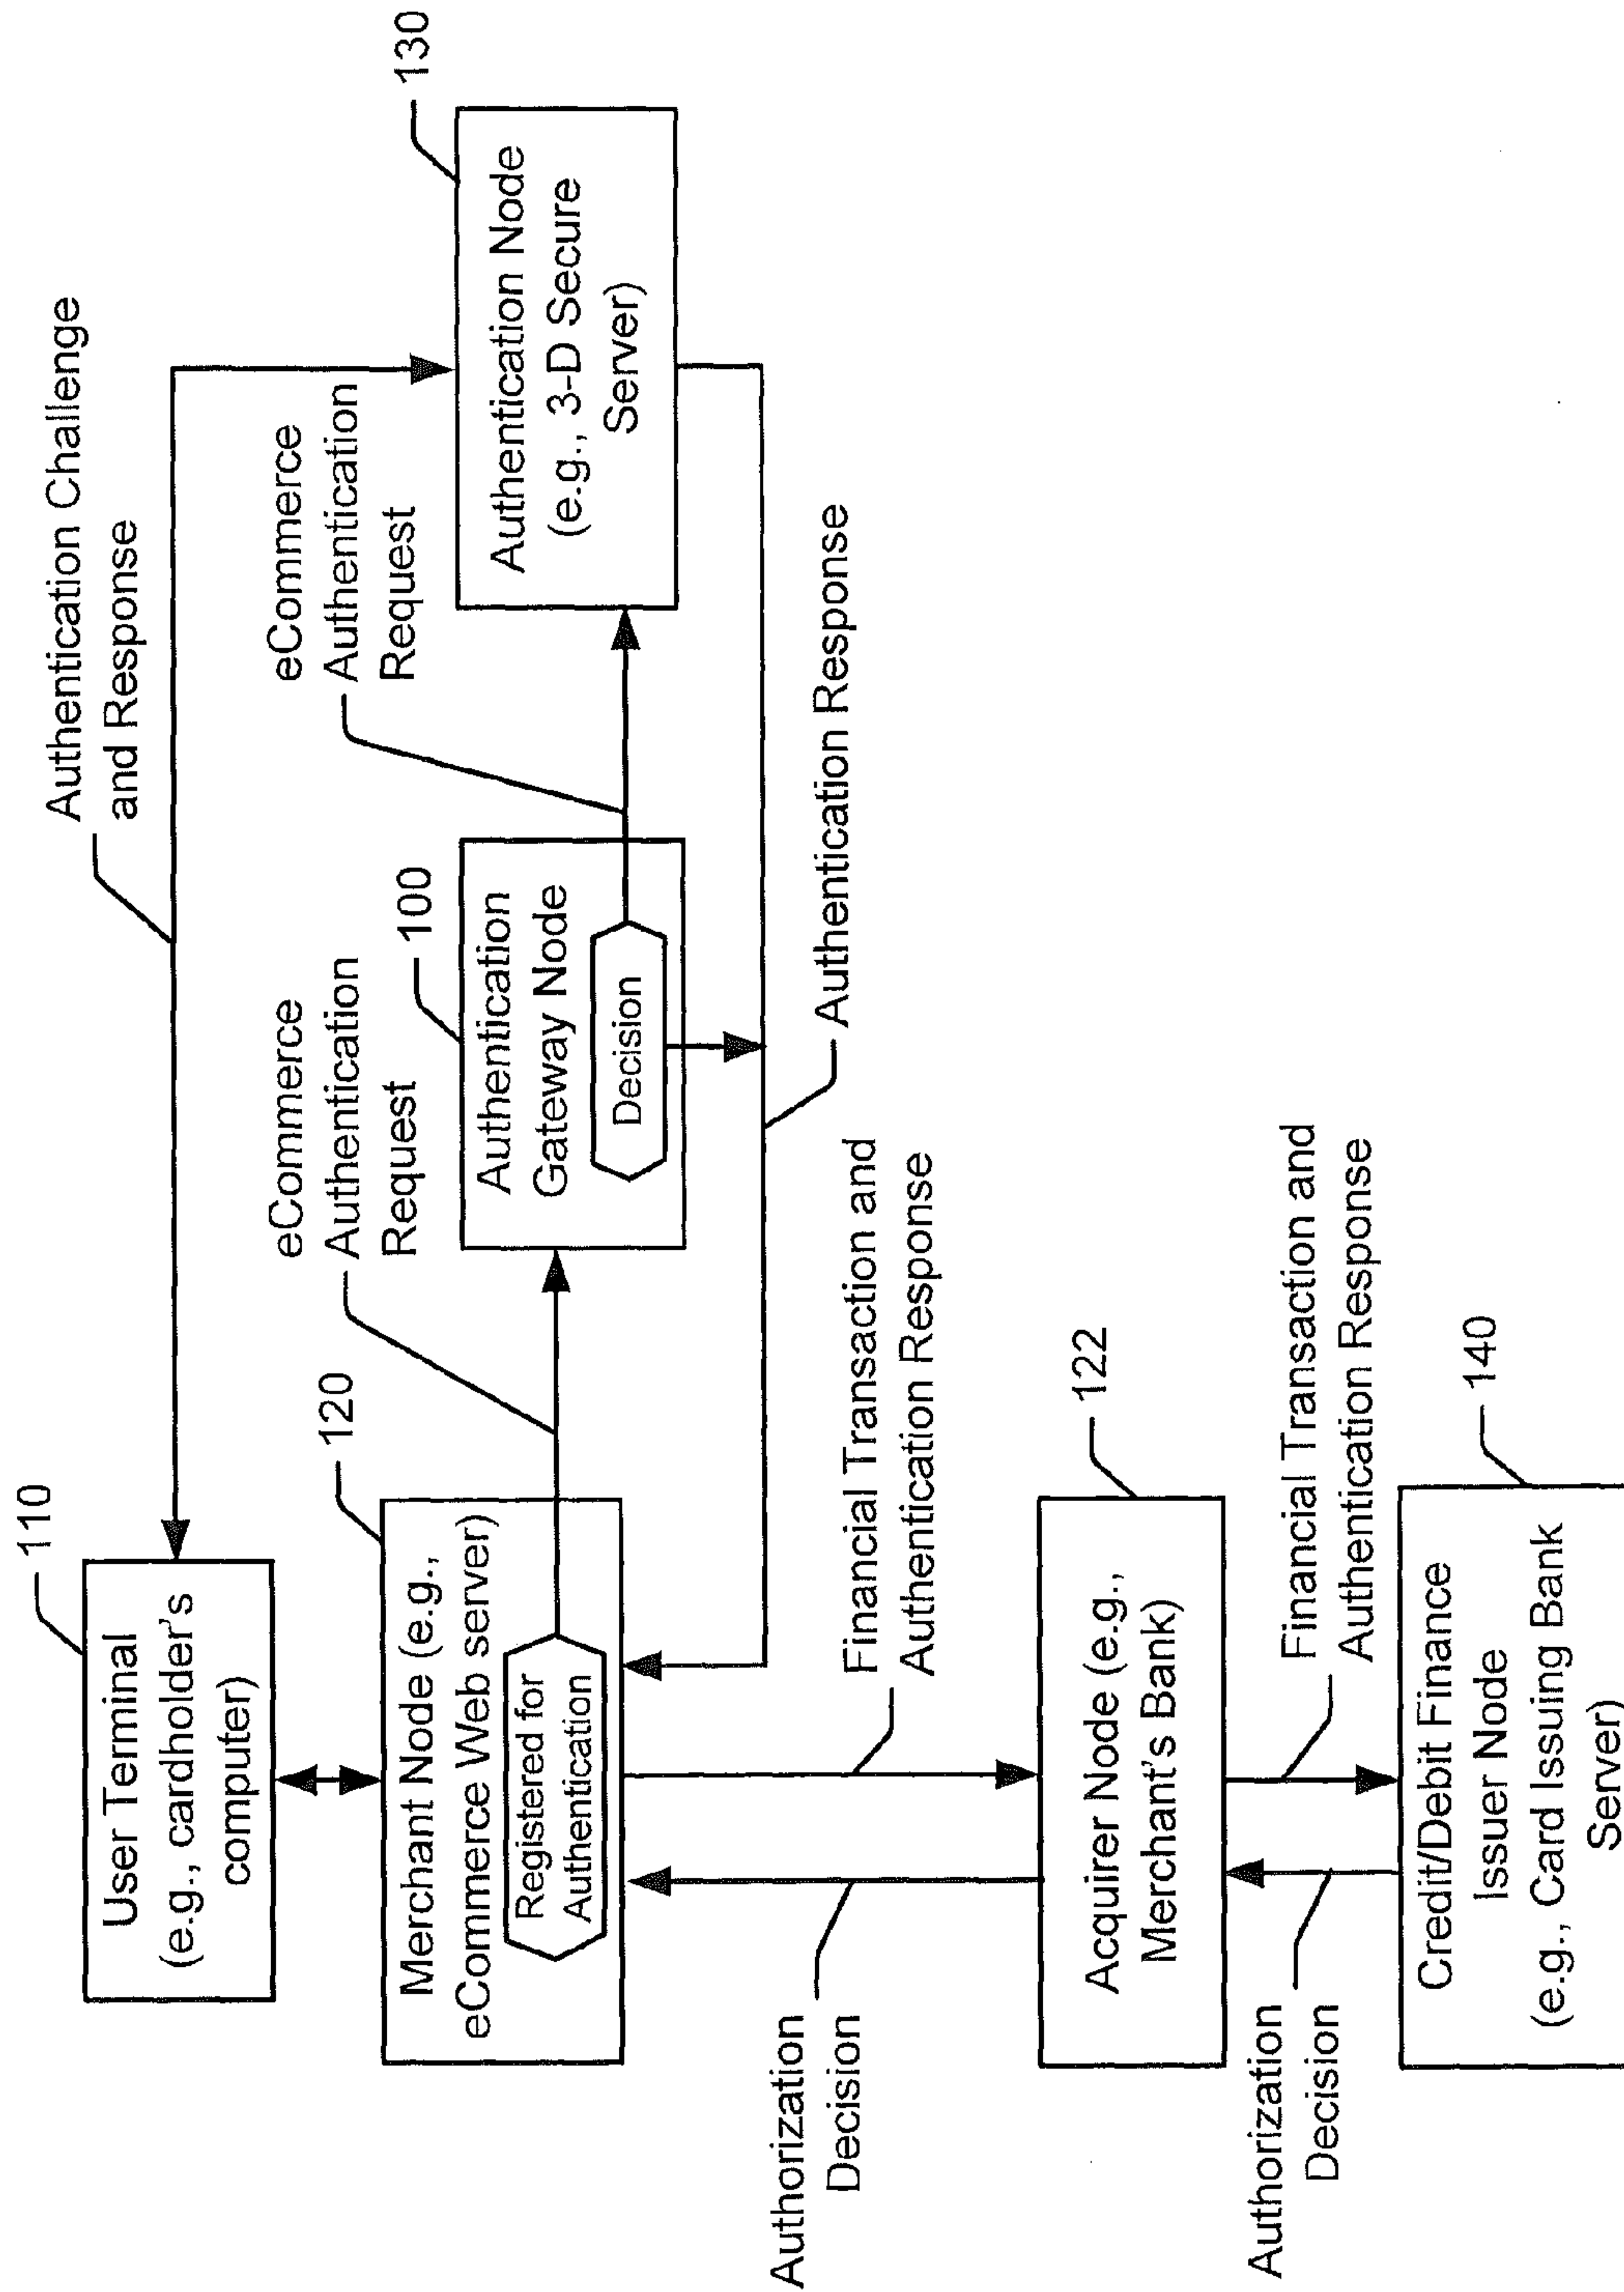 110
User Terminal
(e.g., cardholder's
computer)
Authentication Challenge
and Response
120
Merchant Node (e.g.,
eCommerce Web server)
Registered for
Authentication
eCommerce
Authentication
Request
100
Authentication
Gateway Node
Decision
eCommerce
Authentication
Request
130
Authentication Node
(e.g., 3-D Secure
Server)
Authentication Response
Authorization
Decision
Financial Transaction and
Authentication Response
122
Acquirer Node (e.g.,
Merchant's Bank)
Authorization
Decision
Financial Transaction and
Authentication Response
140
Credit/Debit Finance
Issuer Node
(e.g., Card Issuing Bank
Server)